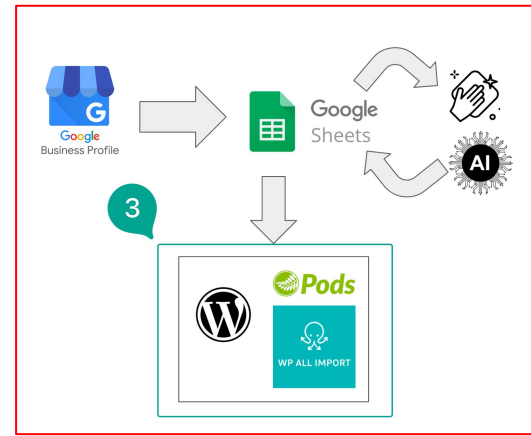 G
Google
Business Profile
Google
Sheets
AI
3
W
Pods
WP ALL IMPORT